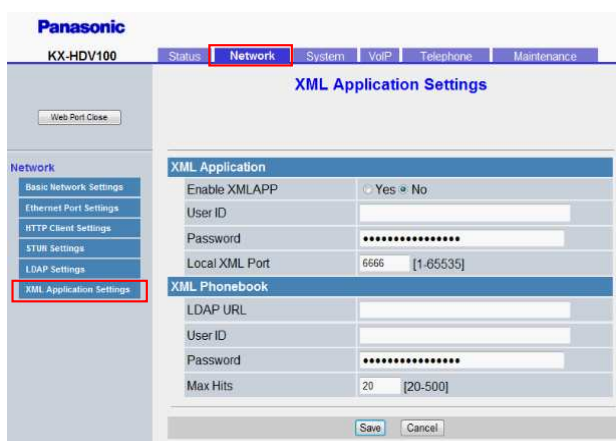 Panasonic
KX-HDV100
Status Network System VoIP Telephone Maintenance
XML Application Settings
Web Port Close
Network
Basic Network Settings
Ethernet Port Settings
HTTP Client Settings
STUN Settings
LDAP Settings
XML Application Settings
XML Application
Enable XMLAPP Yes No
User ID
Password ••••••••••••••••
Local XML Port 6666 [1-65535]
XML Phonebook
LDAP URL
User ID
Password ••••••••••••••••
Max Hits 20 [20-500]
Save Cancel